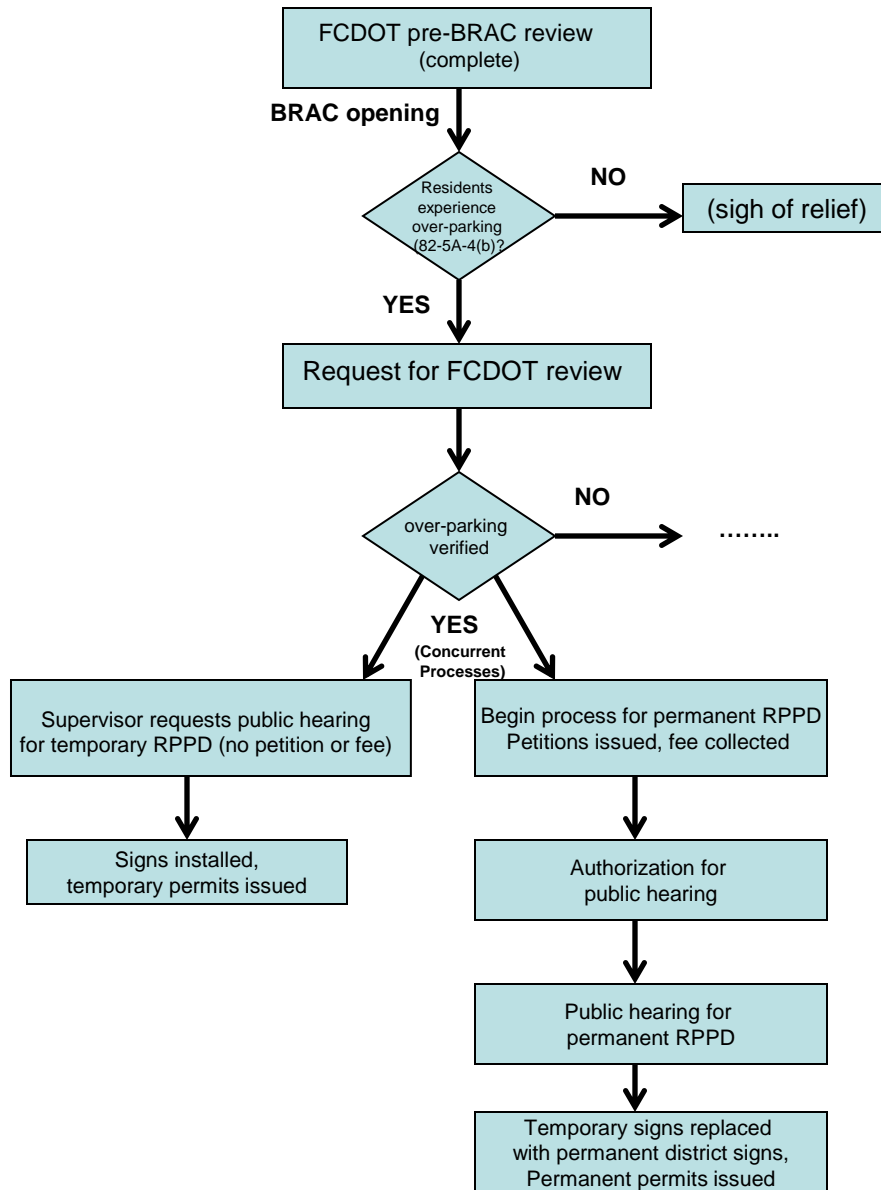 FCDOT pre-BRAC review
(complete)
BRAC opening
Residents
experience
over-parking
(82-5A-4(b)?
NO
(sigh of relief)
YES
Request for FCDOT review
over-parking
verified
NO
……..
YES
(Concurrent
Processes)
Supervisor requests public hearing
for temporary RPPD (no petition or fee)
Signs installed,
temporary permits issued
Begin process for permanent RPPD
Petitions issued, fee collected
Authorization for
public hearing
Public hearing for
permanent RPPD
Temporary signs replaced
with permanent district signs,
Permanent permits issued